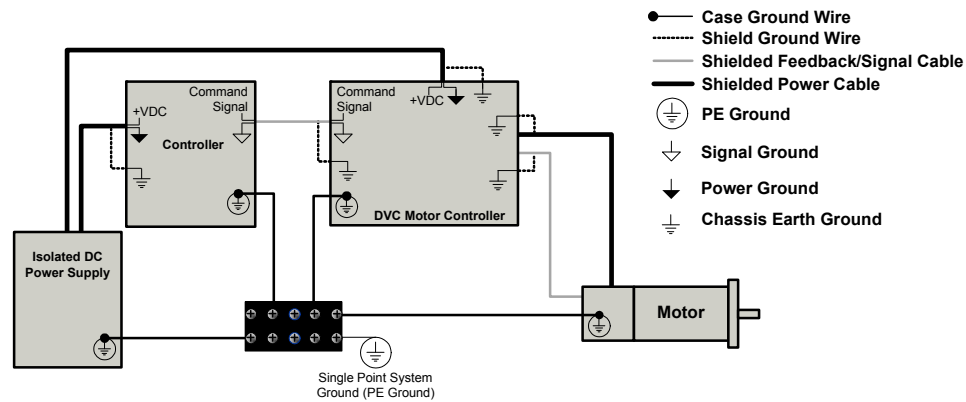 Case Ground Wire
Shield Ground Wire
Shielded Feedback/Signal Cable
Shielded Power Cable
PE Ground
Signal Ground
Power Ground
Chassis Earth Ground
+VDC
Command
Signal
Controller
Command
Signal
+VDC
DVC Motor Controller
Isolated DC
Power Supply
Motor
Single Point System
Ground (PE Ground)